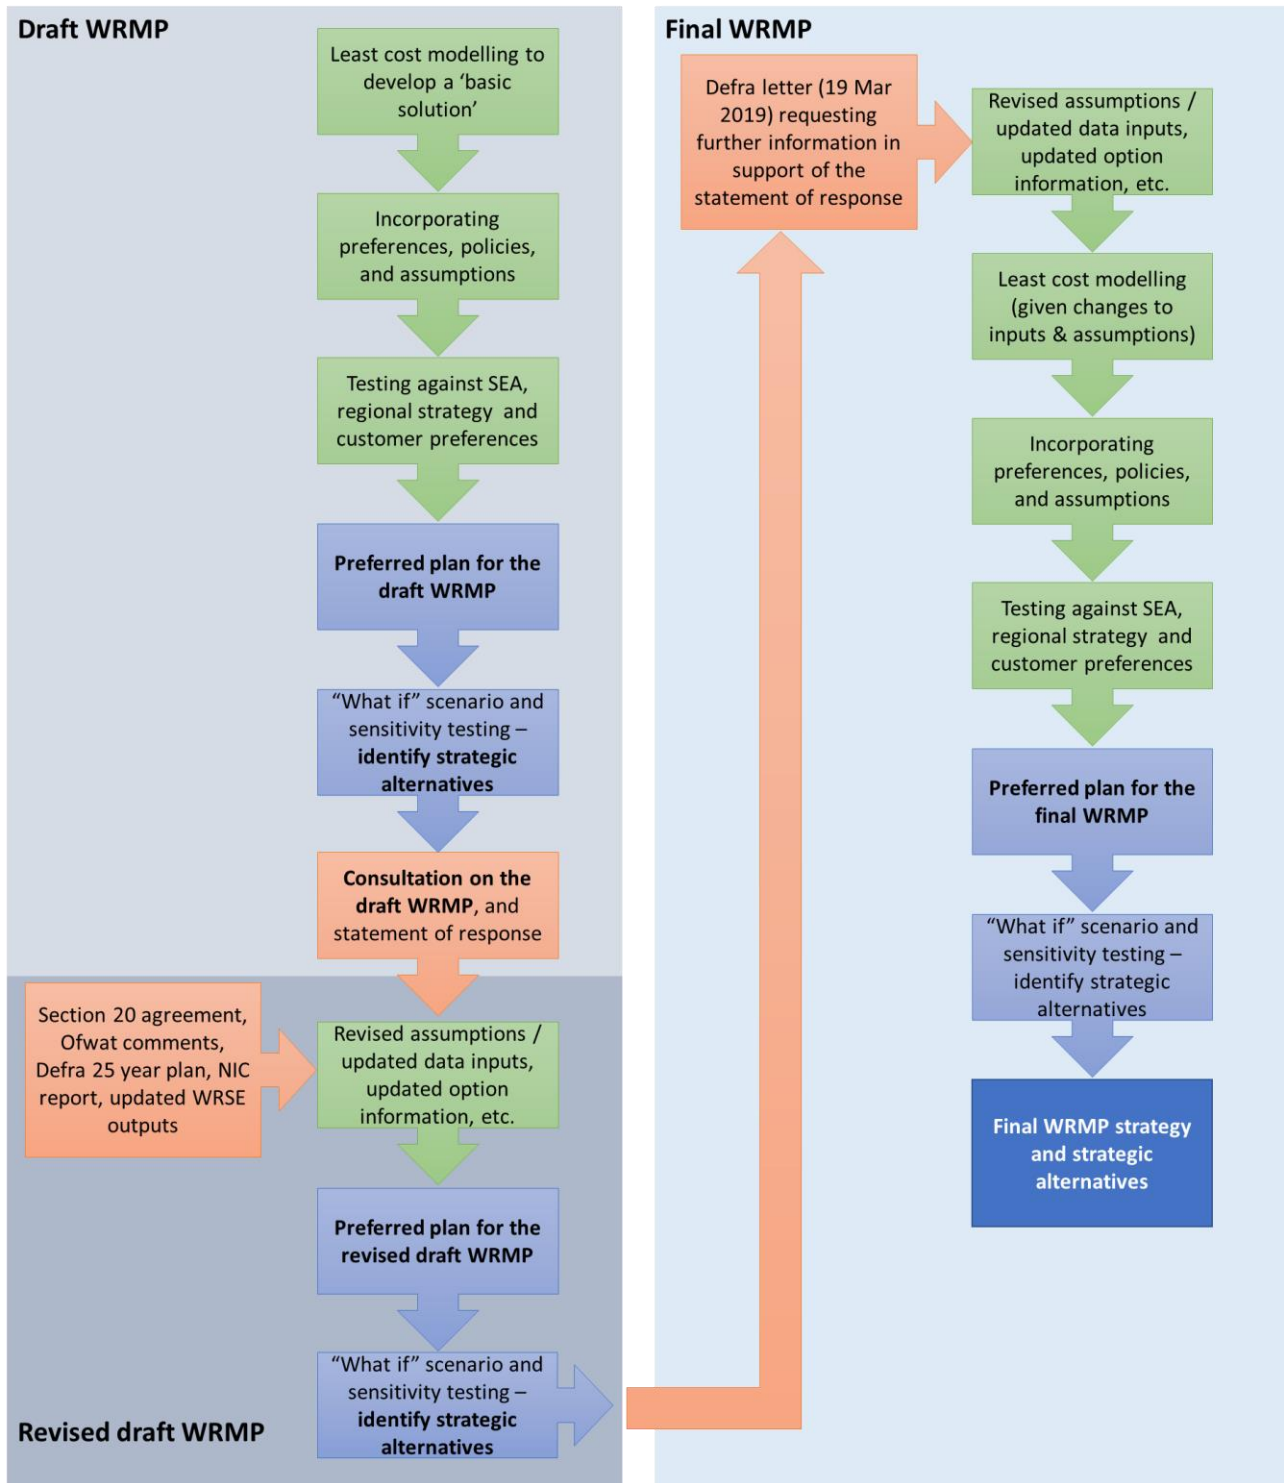 Draft WRMP
Least cost modelling to
develop a ‘basic
solution’
Incorporating
preferences, policies,
and assumptions
Testing against SEA,
regional strategy and
customer preferences
Preferred plan for the
draft WRMP
“What if” scenario and
sensitivity testing –
identify strategic
alternatives
Consultation on the
draft WRMP, and
statement of response
Section 20 agreement,
Ofwat comments,
Defra 25 year plan, NIC
report, updated WRSE
outputs
Revised assumptions /
updated data inputs,
updated option
information, etc.
Preferred plan for the
revised draft WRMP
“What if” scenario and
sensitivity testing –
identify strategic
alternatives
Revised draft WRMP
Final WRMP
Defra letter (19 Mar
2019) requesting
further information in
support of the
statement of response
Revised assumptions /
updated data inputs,
updated option
information, etc.
Least cost modelling
(given changes to
inputs & assumptions)
Incorporating
preferences, policies,
and assumptions
Testing against SEA,
regional strategy and
customer preferences
Preferred plan for the
final WRMP
“What if” scenario and
sensitivity testing –
identify strategic
alternatives
Final WRMP strategy
and strategic
alternatives